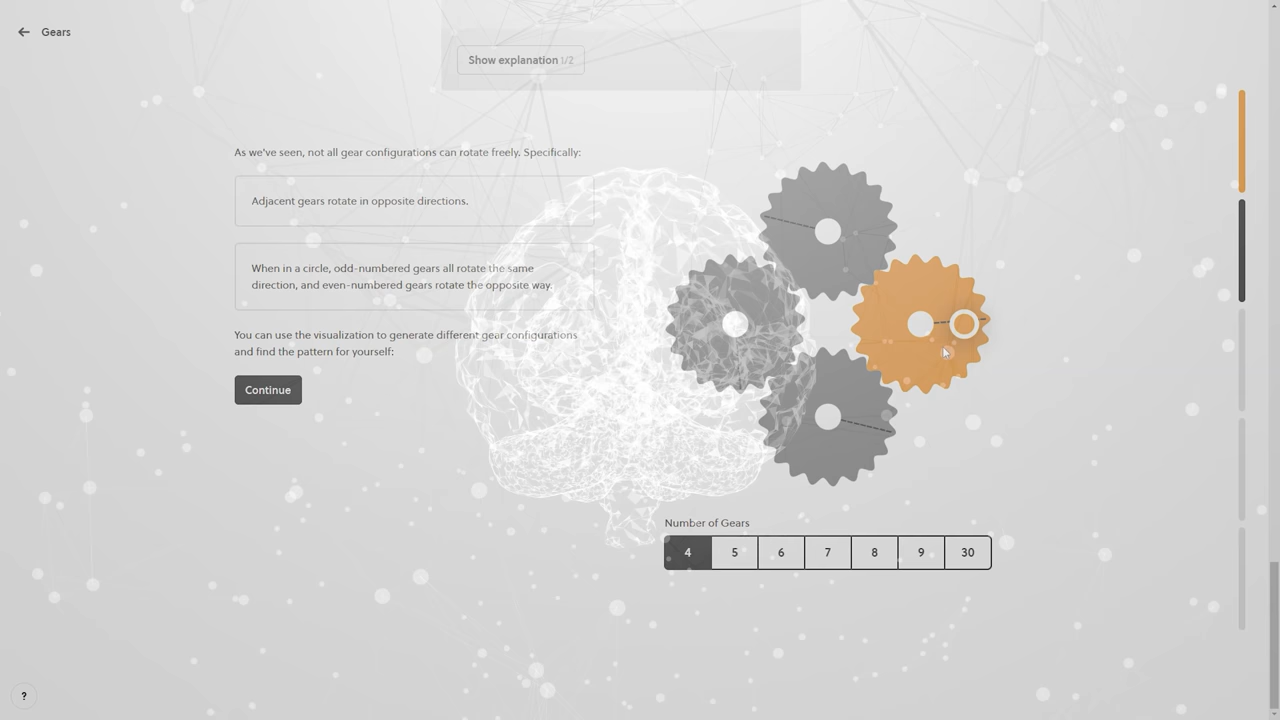 Gears
Show explanation 1/2
As we've seen, not all gear configurations can rotate freely. Specifically:
Adjacent gears rotate in opposite directions.
When in a circle, odd-numbered gears all rotate the same
direction, and even-numbered gears rotate the opposite way.
You can use the visualization to generate different gear configurations
and find the pattern for yourself:
Continue
Number of Gears
4 5 6 7 8 9 30
?